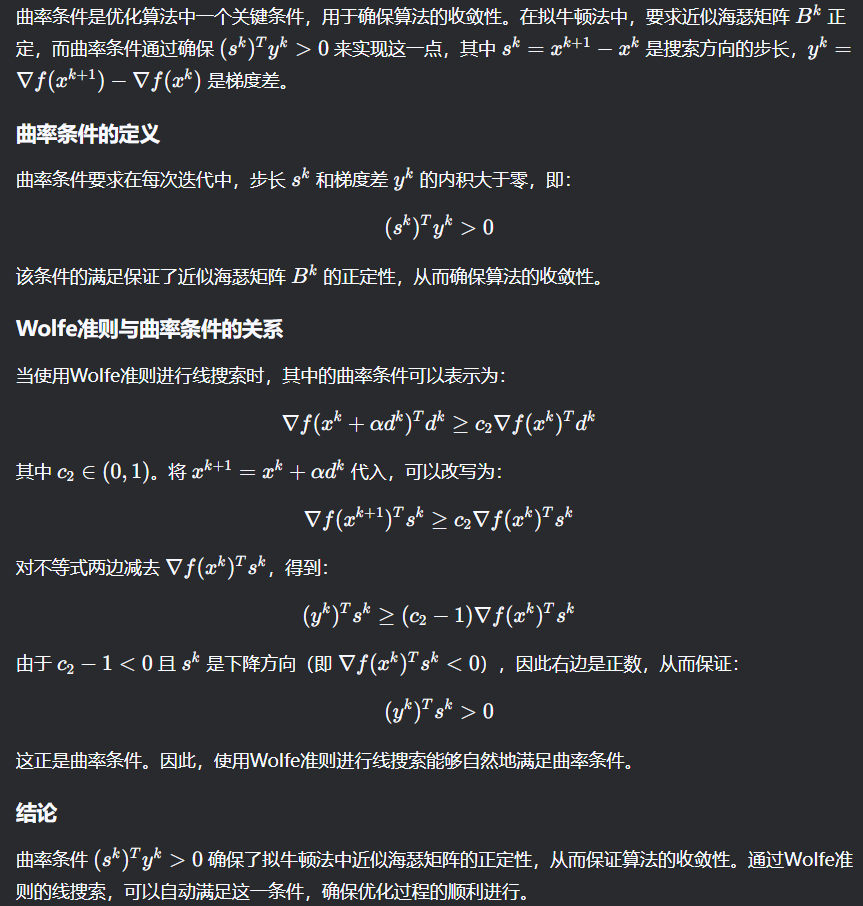 曲率条件是优化算法中一个关键条件，用于确保算法的收敛性。在拟牛顿法中，要求近似海瑟矩阵 $B^k$ 正
定，而曲率条件通过确保 $(s^k)^T y^k > 0$ 来实现这一点，其中 $s^k = x^{k+1} - x^k$ 是搜索方向的步长，$y^k =$
$\nabla f(x^{k+1}) - \nabla f(x^k)$ 是梯度差。
曲率条件的定义
曲率条件要求在每次迭代中，步长 $s^k$ 和梯度差 $y^k$ 的内积大于零，即：
$(s^k)^T y^k > 0$
该条件的满足保证了近似海瑟矩阵 $B^k$ 的正定性，从而确保算法的收敛性。
Wolfe准则与曲率条件的关系
当使用Wolfe准则进行线搜索时，其中的曲率条件可以表示为：
$\nabla f(x^k + \alpha d^k)^T d^k \geq c_2 \nabla f(x^k)^T d^k$
其中 $c_2 \in (0, 1)$。将 $x^{k+1} = x^k + \alpha d^k$ 代入，可以改写为：
$\nabla f(x^{k+1})^T s^k \geq c_2 \nabla f(x^k)^T s^k$
对不等式两边减去 $\nabla f(x^k)^T s^k$，得到：
$(y^k)^T s^k \geq (c_2 - 1) \nabla f(x^k)^T s^k$
由于 $c_2 - 1 < 0$ 且 $s^k$ 是下降方向（即 $\nabla f(x^k)^T s^k < 0$），因此右边是正数，从而保证：
$(y^k)^T s^k > 0$
这正是曲率条件。因此，使用Wolfe准则进行线搜索能够自然地满足曲率条件。
结论
曲率条件 $(s^k)^T y^k > 0$ 确保了拟牛顿法中近似海瑟矩阵的正定性，从而保证算法的收敛性。通过Wolfe准
则的线搜索，可以自动满足这一条件，确保优化过程的顺利进行。